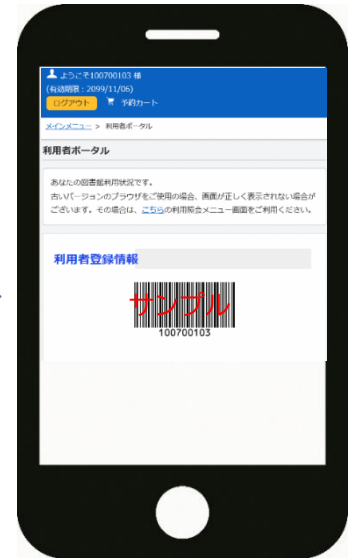 ようこそ100700103 様
(有効期限：2099/11/06)
ログアウト 予約カート
メインメニュー > 利用者ポータル
利用者ポータル
あなたの図書館利用状況です。
古いバージョンのブラウザをご使用の場合、画面が正しく表示されない場合が
ございます。その場合は、こちらの利用照会メニュー画面をご利用ください。
利用者登録情報
サンプル
100700103